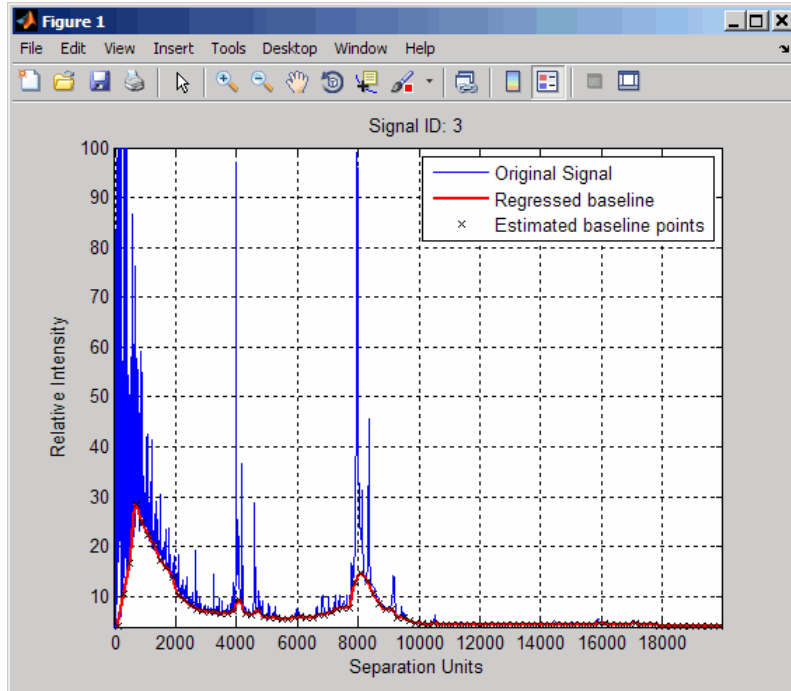 Figure 1
File Edit View Insert Tools Desktop Window Help
Signal ID: 3
Original Signal
Regressed baseline
Estimated baseline points
Relative Intensity
100
90
80
70
60
50
40
30
20
10
0 2000 4000 6000 8000 10000 12000 14000 16000 18000
Separation Units